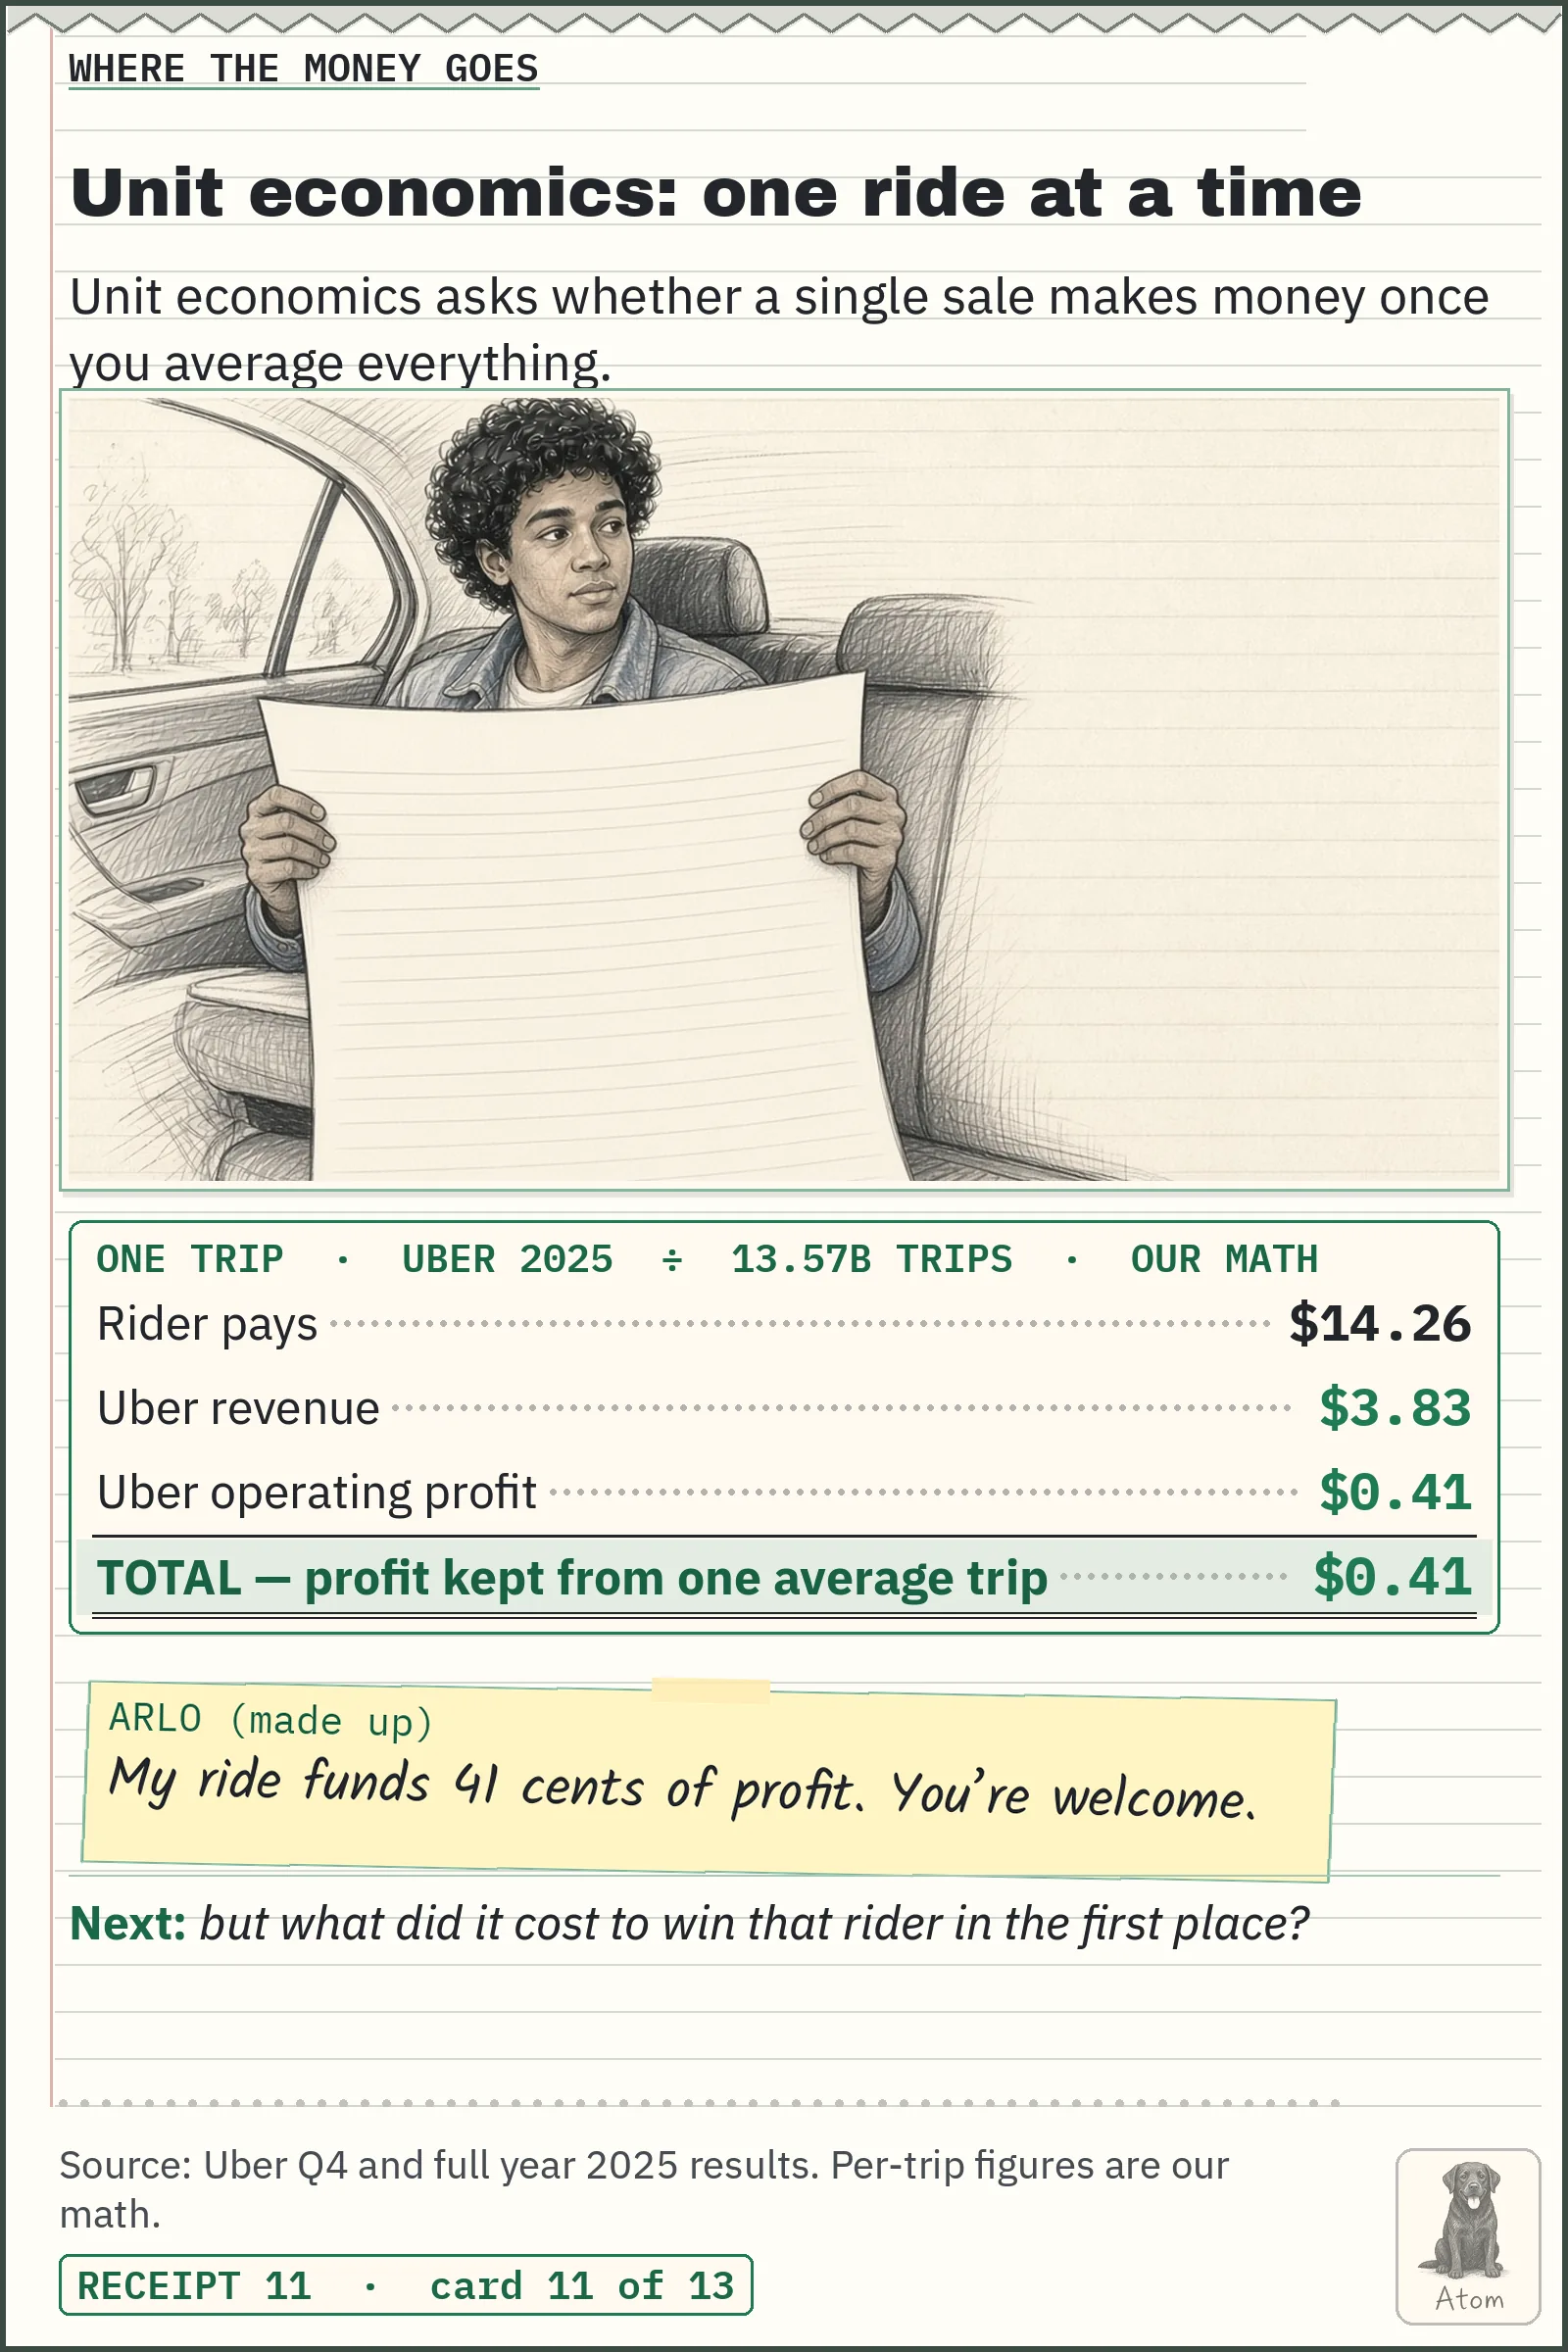 WHERE THE MONEY GOES
Unit economics: one ride at a time
Unit economics asks whether a single sale makes money once
you average everything.
ONE TRIP · UBER 2025 ÷ 13.57B TRIPS · OUR MATH
Rider pays $14.26
Uber revenue $3.83
Uber operating profit $0.41
TOTAL — profit kept from one average trip $0.41
ARLO (made up)
My ride funds 41 cents of profit. You’re welcome.
Next: but what did it cost to win that rider in the first place?
Source: Uber Q4 and full year 2025 results. Per-trip figures are our
math.
RECEIPT 11 · card 11 of 13
Atom